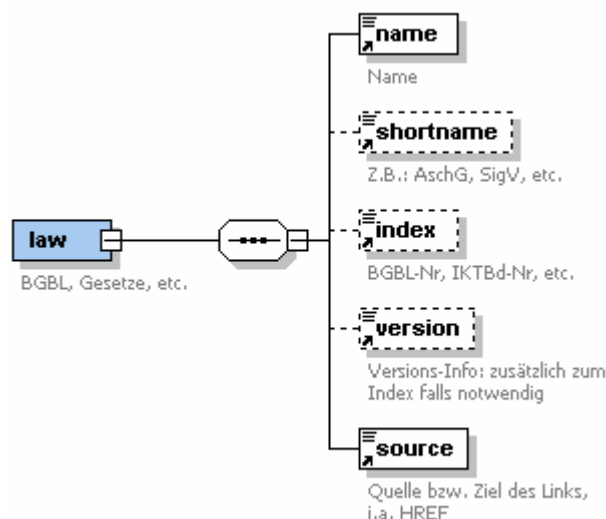 name
Name
shortname
Z.B.: AschG, SigV, etc.
law
BGBL, Gesetze, etc.
index
BGBL-Nr, IKTBd-Nr, etc.
version
Versions-Info: zusätzlich zum
Index falls notwendig
source
Quelle bzw. Ziel des Links,
i.a. HREF